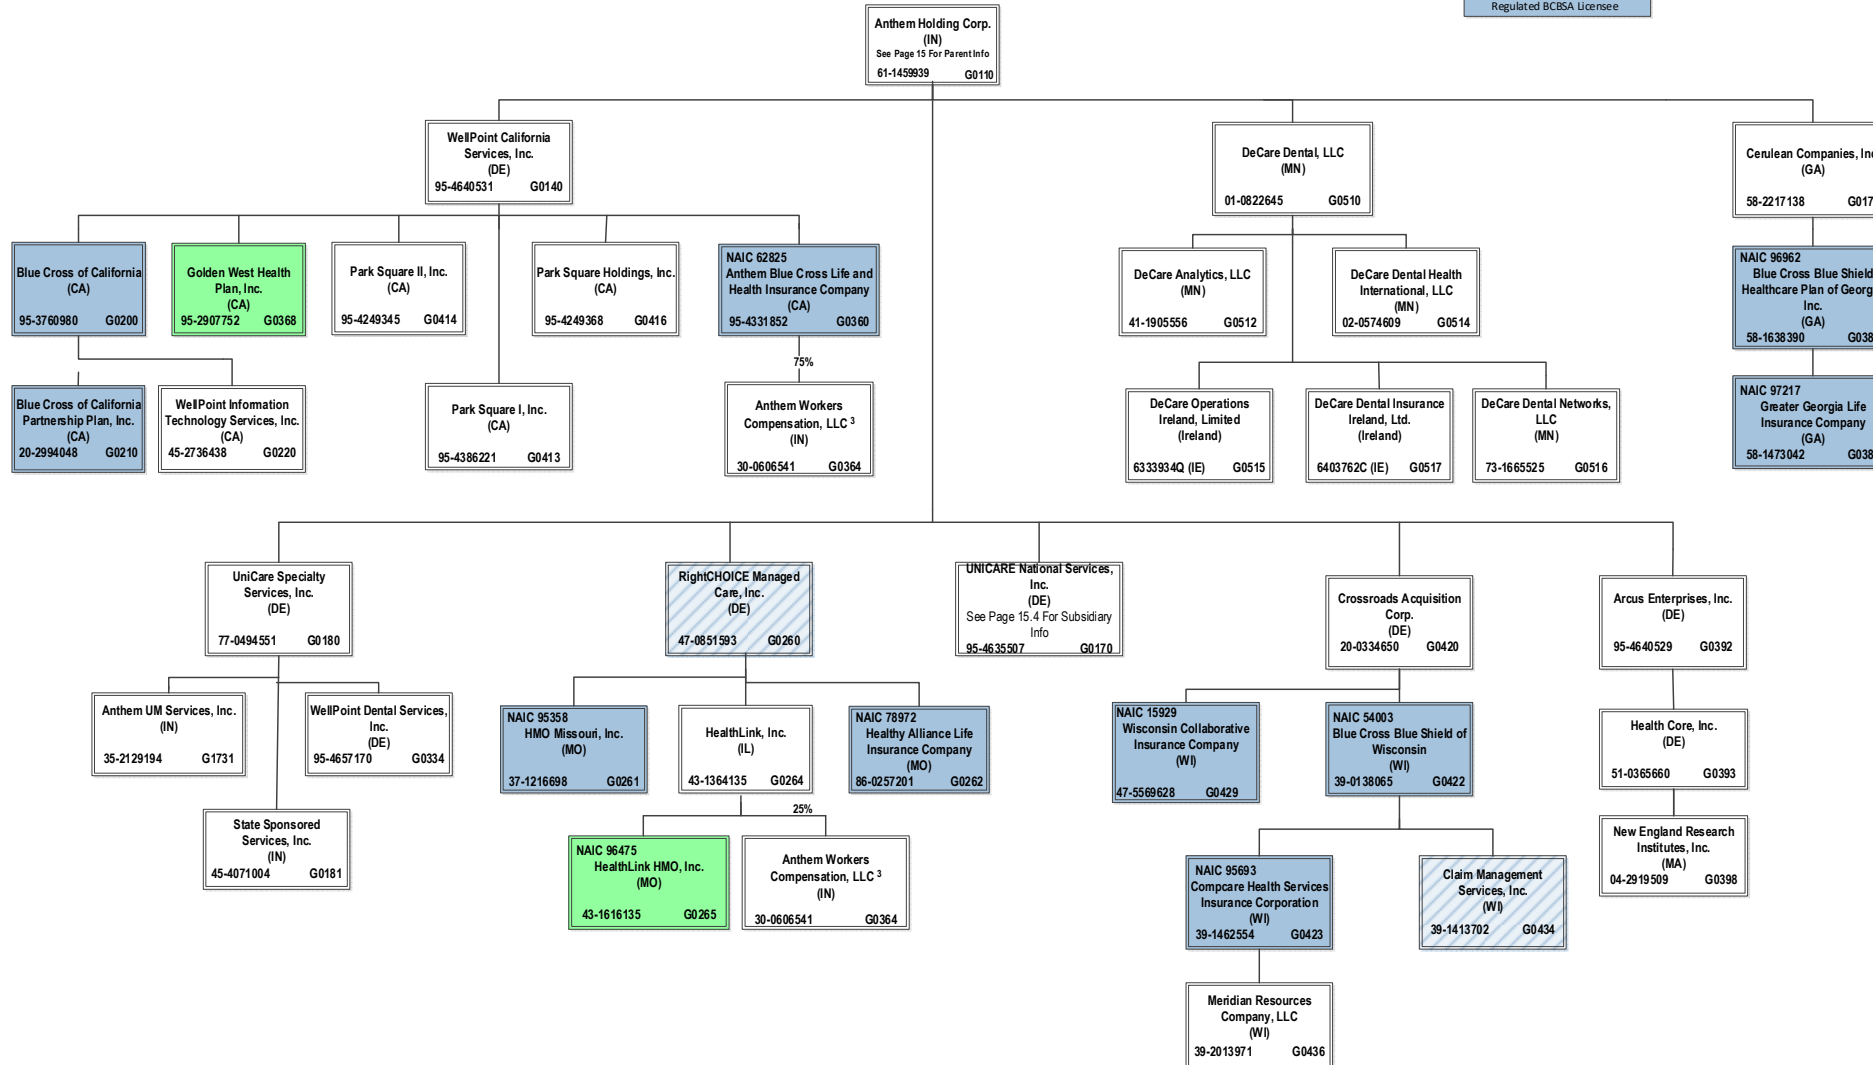 Regulated BCBSA Licensee
Anthem Holding Corp.
(IN)
See Page 15 For Parent Info
61-1459939 G0110
WellPoint California
Services, Inc.
(DE)
95-4640531 G0140
DeCare Dental, LLC
(MN)
01-0822645 G0510
Cerulean Companies, Inc
(GA)
58-2217138 G017
Blue Cross of California
(CA)
95-3760980 G0200
Golden West Health
Plan, Inc.
(CA)
95-2907752 G0368
Park Square II, Inc.
(CA)
95-4249345 G0414
Park Square Holdings, Inc.
(CA)
95-4249368 G0416
NAIC 62825
Anthem Blue Cross Life and
Health Insurance Company
(CA)
95-4331852 G0360
DeCare Analytics, LLC
(MN)
41-1905556 G0512
DeCare Dental Health
International, LLC
(MN)
02-0574609 G0514
NAIC 96962
Blue Cross Blue Shield
Healthcare Plan of Georg
Inc.
(GA)
58-1638390 G038
75%
Blue Cross of California
Partnership Plan, Inc.
(CA)
20-2994048 G0210
WellPoint Information
Technology Services, Inc.
(CA)
45-2736438 G0220
Park Square I, Inc.
(CA)
95-4386221 G0413
Anthem Workers
Compensation, LLC 3
(IN)
30-0606541 G0364
DeCare Operations
Ireland, Limited
(Ireland)
6333934Q (IE) G0515
DeCare Dental Insurance
Ireland, Ltd.
(Ireland)
6403762C (IE) G0517
DeCare Dental Networks,
LLC
(MN)
73-1665525 G0516
NAIC 97217
Greater Georgia Life
Insurance Company
(GA)
58-1473042 G038
UniCare Specialty
Services, Inc.
(DE)
77-0494551 G0180
RightCHOICE Managed
Care, Inc.
(DE)
47-0851593 G0260
UNICARE National Services,
Inc.
(DE)
See Page 15.4 For Subsidiary
Info
95-4635507 G0170
Crossroads Acquisition
Corp.
(DE)
20-0334650 G0420
Arcus Enterprises, Inc.
(DE)
95-4640529 G0392
Anthem UM Services, Inc.
(IN)
35-2129194 G1731
WellPoint Dental Services,
Inc.
(DE)
95-4657170 G0334
NAIC 95358
HMO Missouri, Inc.
(MO)
37-1216698 G0261
HealthLink, Inc.
(IL)
43-1364135 G0264
NAIC 78972
Healthy Alliance Life
Insurance Company
(MO)
86-0257201 G0262
NAIC 15929
Wisconsin Collaborative
Insurance Company
(WI)
47-5569628 G0429
NAIC 54003
Blue Cross Blue Shield of
Wisconsin
(WI)
39-0138065 G0422
Health Core, Inc.
(DE)
51-0365660 G0393
25%
State Sponsored
Services, Inc.
(IN)
45-4071004 G0181
NAIC 96475
HealthLink HMO, Inc.
(MO)
43-1616135 G0265
Anthem Workers
Compensation, LLC 3
(IN)
30-0606541 G0364
NAIC 95693
Compcare Health Services
Insurance Corporation
(WI)
39-1462554 G0423
Claim Management
Services, Inc.
(WI)
39-1413702 G0434
New England Research
Institutes, Inc.
(MA)
04-2919509 G0398
Meridian Resources
Company, LLC
(WI)
39-2013971 G0436